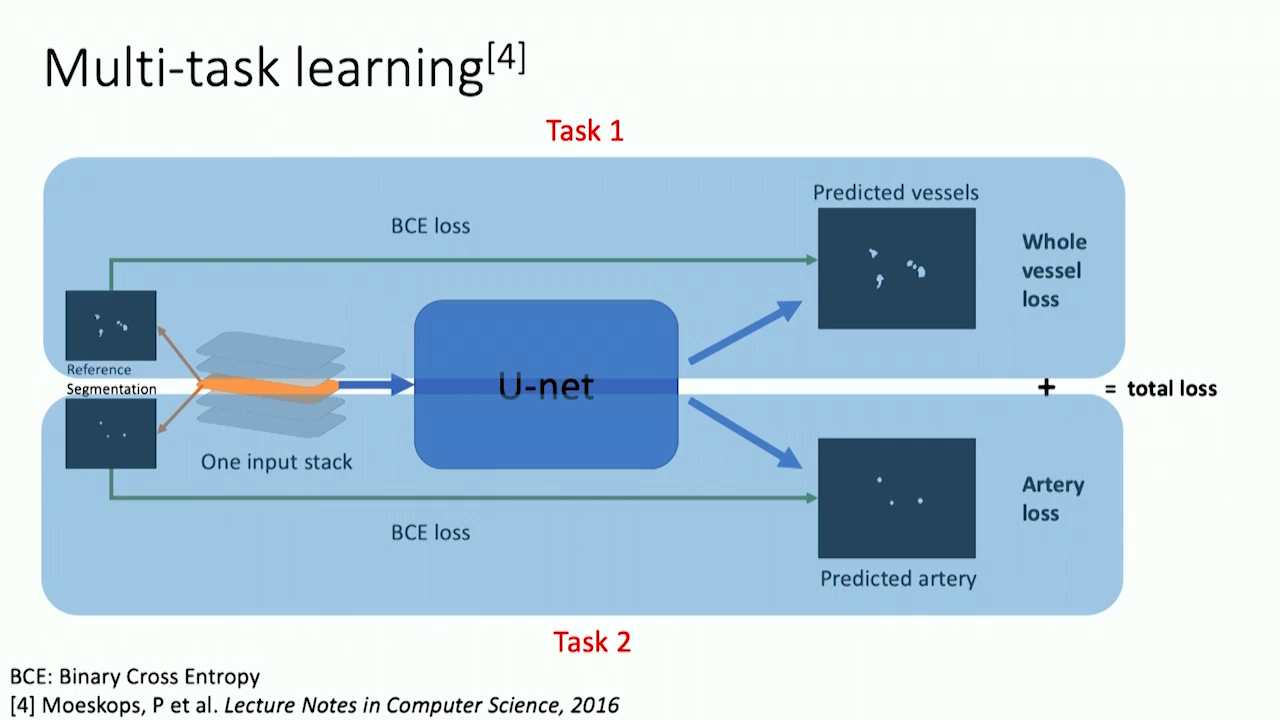 Multi-task learning[4]
Task 1
Predicted vessels
BCE loss
Whole
vessel
loss
Reference
Segmentation
U-net
+
= total loss
One input stack
Artery
loss
BCE loss
Predicted artery
Task 2
BCE: Binary Cross Entropy
[4] Moeskops, P et al. Lecture Notes in Computer Science, 2016